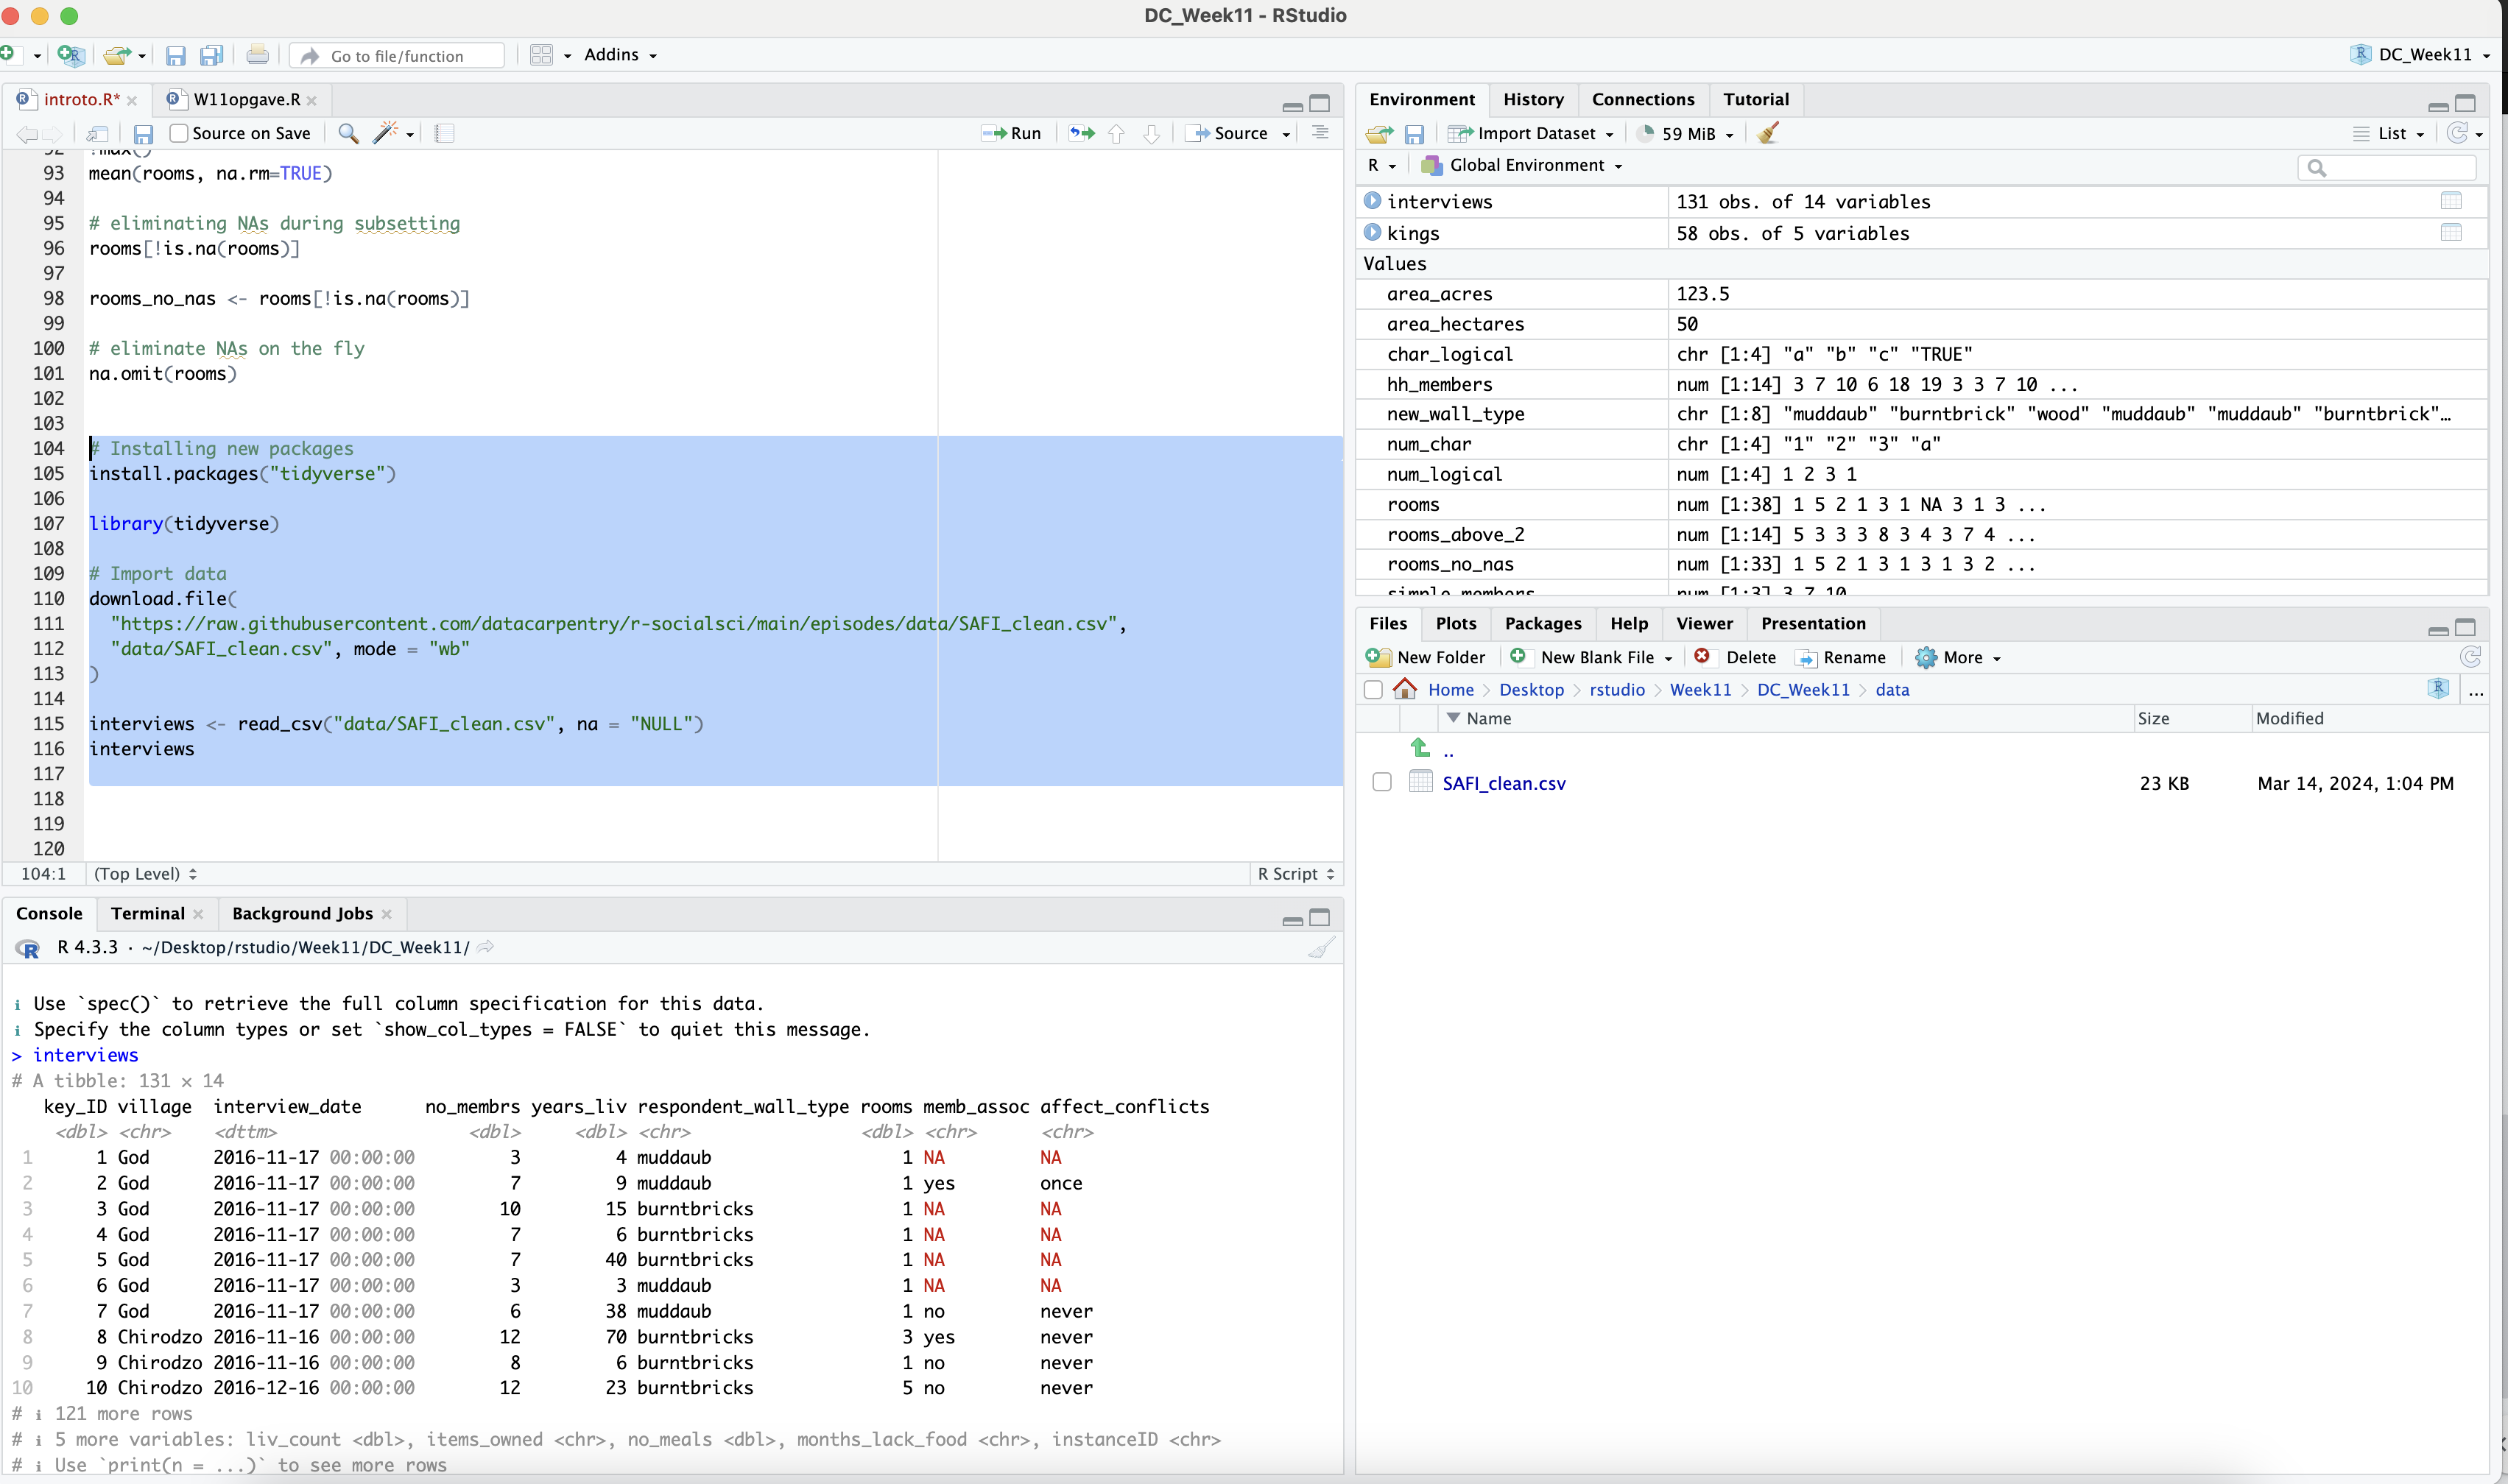 DC_Week11 - RStudio
Go to file/function
Addins
DC_Week11
introto.R*
W11opgave.R
Source on Save
Run
Source
92 ?max()
93 mean(rooms, na.rm=TRUE)
94
95 # eliminating NAs during subsetting
96 rooms[!is.na(rooms)]
97
98 rooms_no_nas <- rooms[!is.na(rooms)]
99
100 # eliminate NAs on the fly
101 na.omit(rooms)
102
103
104 # Installing new packages
105 install.packages("tidyverse")
106
107 library(tidyverse)
108
109 # Import data
110 download.file(
111   "https://raw.githubusercontent.com/datacarpentry/r-socialsci/main/episodes/data/SAFI_clean.csv",
112   "data/SAFI_clean.csv", mode = "wb"
113 )
114
115 interviews <- read_csv("data/SAFI_clean.csv", na = "NULL")
116 interviews
117
118
119
120
104:1 (Top Level) R Script
Console Terminal Background Jobs
R 4.3.3 · ~/Desktop/rstudio/Week11/DC_Week11/
i Use `spec()` to retrieve the full column specification for this data.
i Specify the column types or set `show_col_types = FALSE` to quiet this message.
> interviews
# A tibble: 131 × 14
key_ID village interview_date no_membrs years_liv respondent_wall_type rooms memb_assoc affect_conflicts
<dbl> <chr> <dttm> <dbl> <dbl> <chr> <dbl> <chr> <chr>
1 1 God 2016-11-17 00:00:00 3 4 muddaub 1 NA NA
2 2 God 2016-11-17 00:00:00 7 9 muddaub 1 yes once
3 3 God 2016-11-17 00:00:00 10 15 burntbricks 1 NA NA
4 4 God 2016-11-17 00:00:00 7 6 burntbricks 1 NA NA
5 5 God 2016-11-17 00:00:00 7 40 burntbricks 1 NA NA
6 6 God 2016-11-17 00:00:00 3 3 muddaub 1 NA NA
7 7 God 2016-11-17 00:00:00 6 38 muddaub 1 no never
8 8 Chirodzo 2016-11-16 00:00:00 12 70 burntbricks 3 yes never
9 9 Chirodzo 2016-11-16 00:00:00 8 6 burntbricks 1 no never
10 10 Chirodzo 2016-12-16 00:00:00 12 23 burntbricks 5 no never
# i 121 more rows
# i 5 more variables: liv_count <dbl>, items_owned <chr>, no_meals <dbl>, months_lack_food <chr>, instanceID <chr>
# i Use `print(n = ...)` to see more rows
Environment History Connections Tutorial
Import Dataset 59 MiB List
R Global Environment
interviews 131 obs. of 14 variables
kings 58 obs. of 5 variables
Values
area_acres 123.5
area_hectares 50
char_logical chr [1:4] "a" "b" "c" "TRUE"
hh_members num [1:14] 3 7 10 6 18 19 3 3 7 10 ...
new_wall_type chr [1:8] "muddaub" "burntbrick" "wood" "muddaub" "muddaub" "burntbrick"…
num_char chr [1:4] "1" "2" "3" "a"
num_logical num [1:4] 1 2 3 1
rooms num [1:38] 1 5 2 1 3 1 NA 3 1 3 ...
rooms_above_2 num [1:14] 5 3 3 3 8 3 4 3 7 4 ...
rooms_no_nas num [1:33] 1 5 2 1 3 1 3 1 3 2 ...
simple_members num [1:3] 3 7 10
Files Plots Packages Help Viewer Presentation
New Folder New Blank File Delete Rename More
Home Desktop rstudio Week11 DC_Week11 data ...
Name Size Modified
..
SAFI_clean.csv 23 KB Mar 14, 2024, 1:04 PM